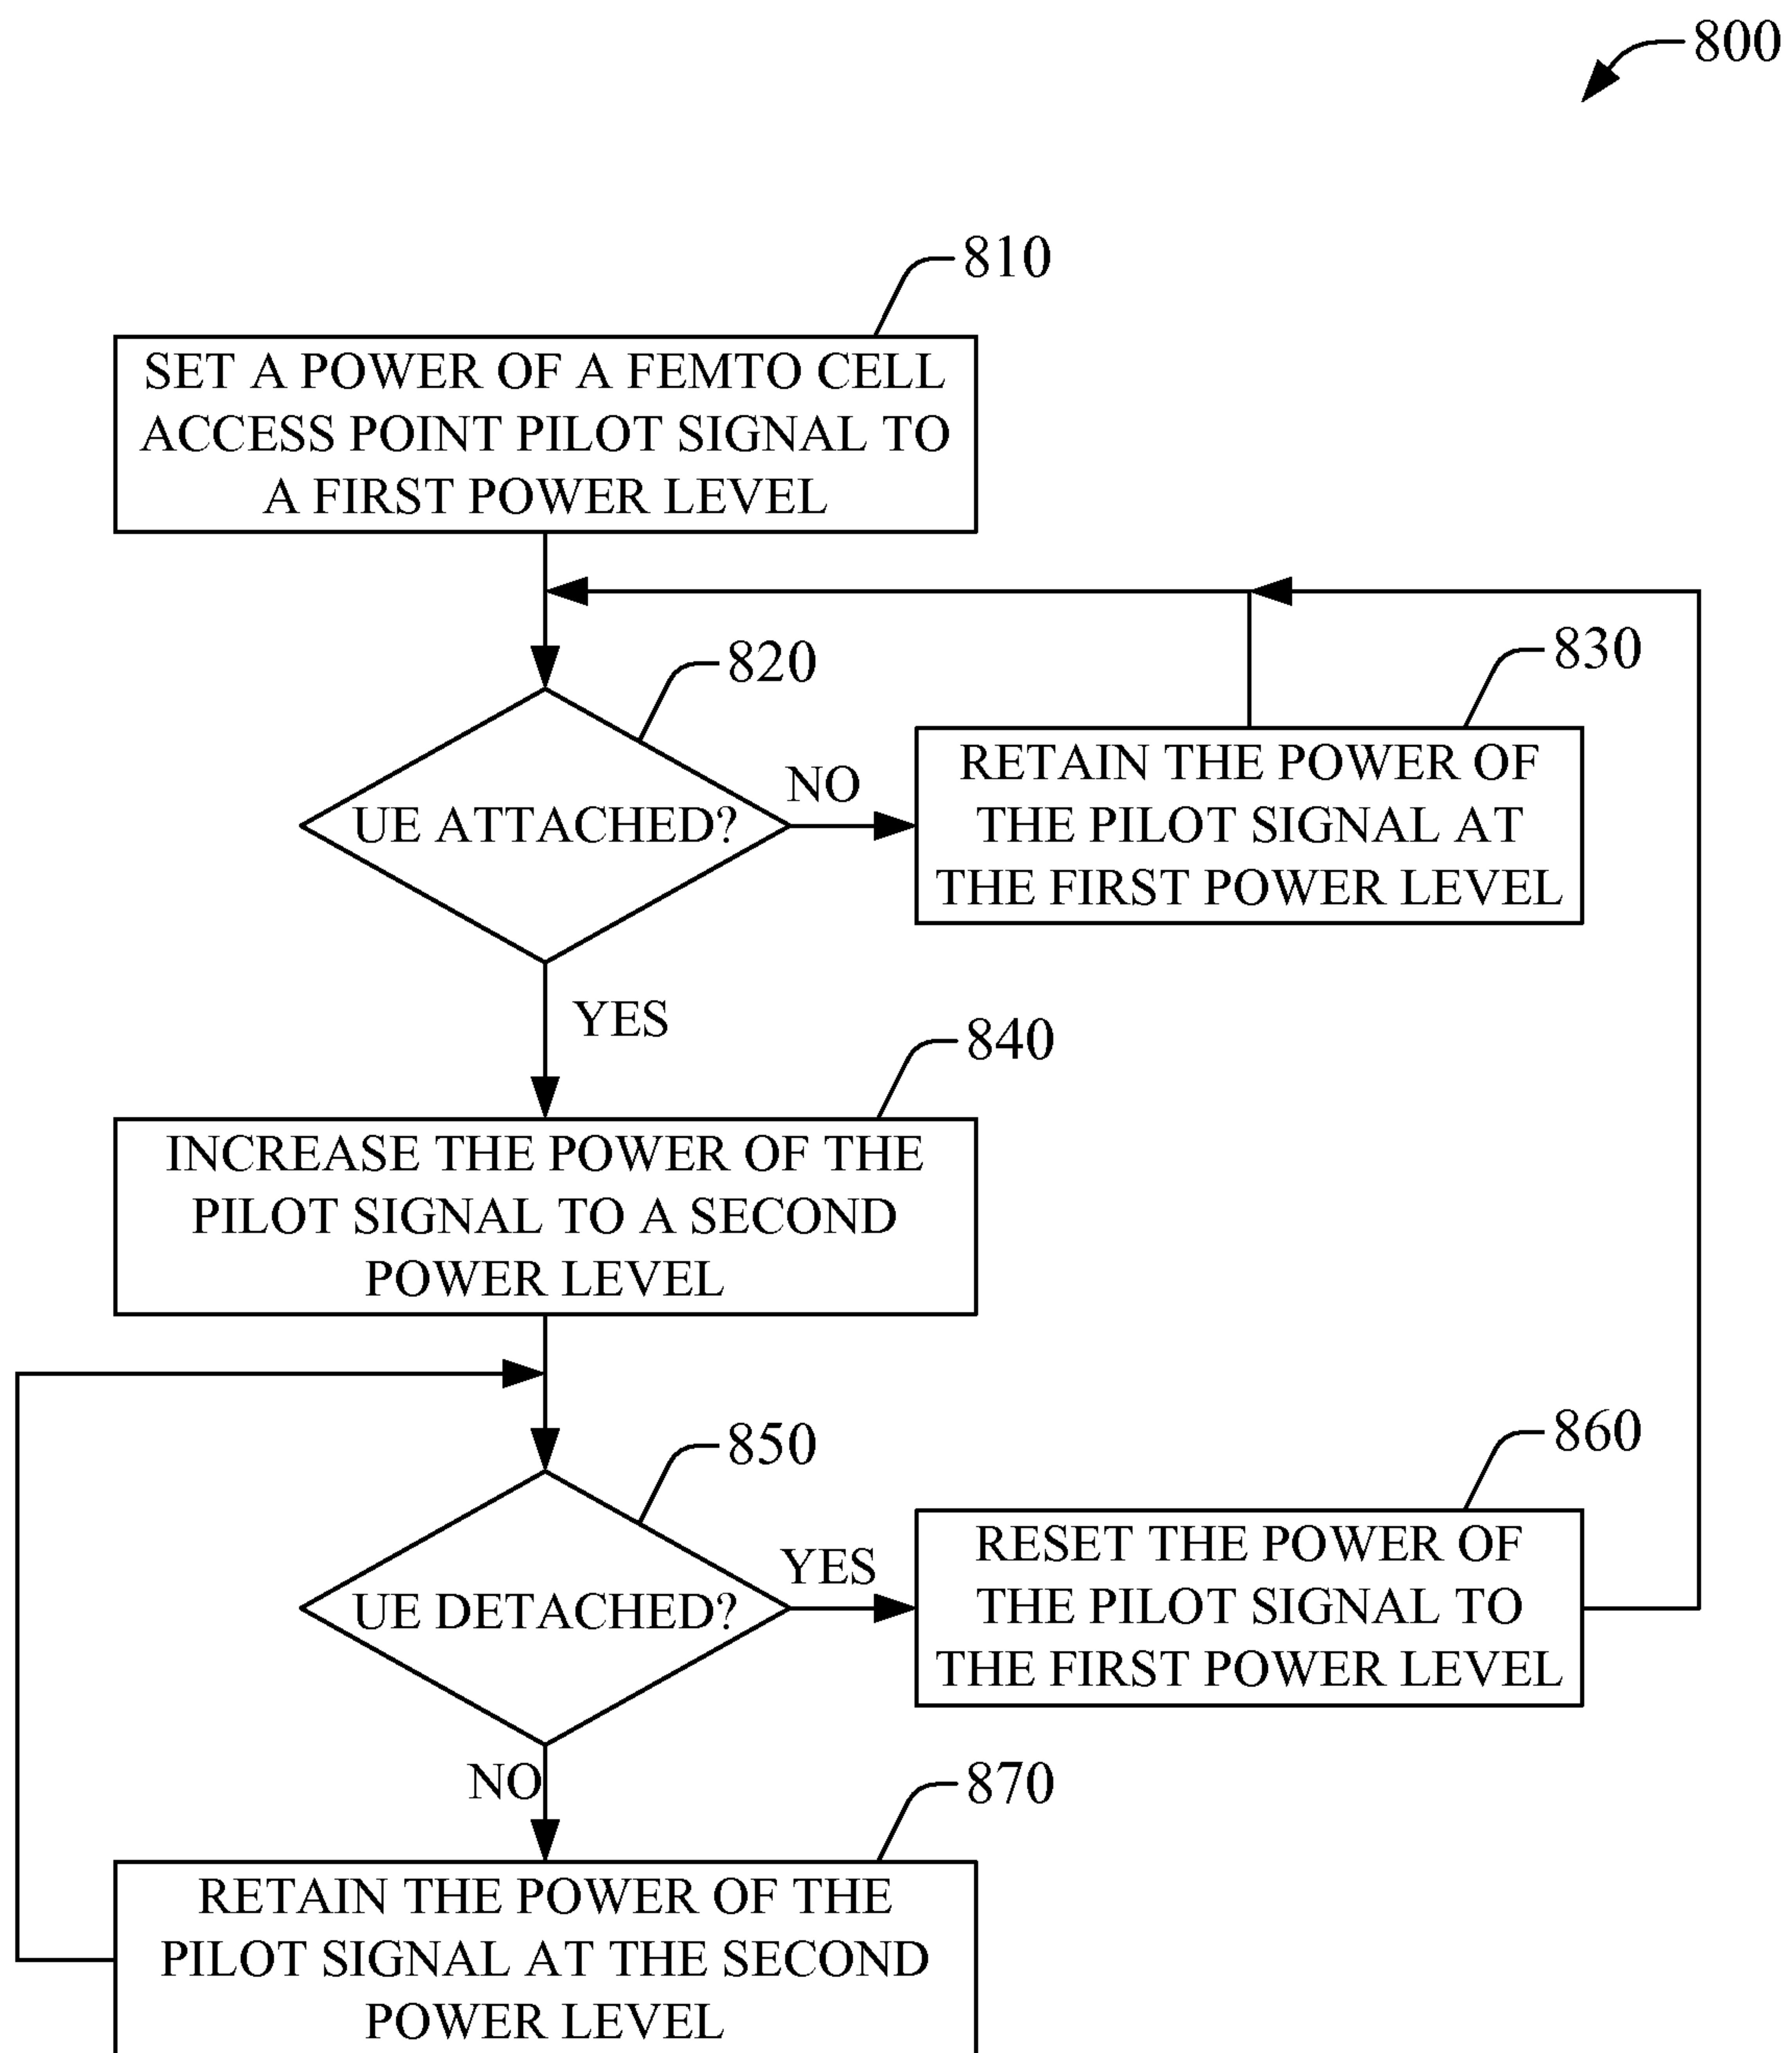 800
810
SET A POWER OF A FEMTO CELL
ACCESS POINT PILOT SIGNAL TO
A FIRST POWER LEVEL
820
UE ATTACHED?
NO
830
RETAIN THE POWER OF
THE PILOT SIGNAL AT
THE FIRST POWER LEVEL
YES
840
INCREASE THE POWER OF THE
PILOT SIGNAL TO A SECOND
POWER LEVEL
850
UE DETACHED?
YES
860
RESET THE POWER OF
THE PILOT SIGNAL TO
THE FIRST POWER LEVEL
NO
870
RETAIN THE POWER OF THE
PILOT SIGNAL AT THE SECOND
POWER LEVEL